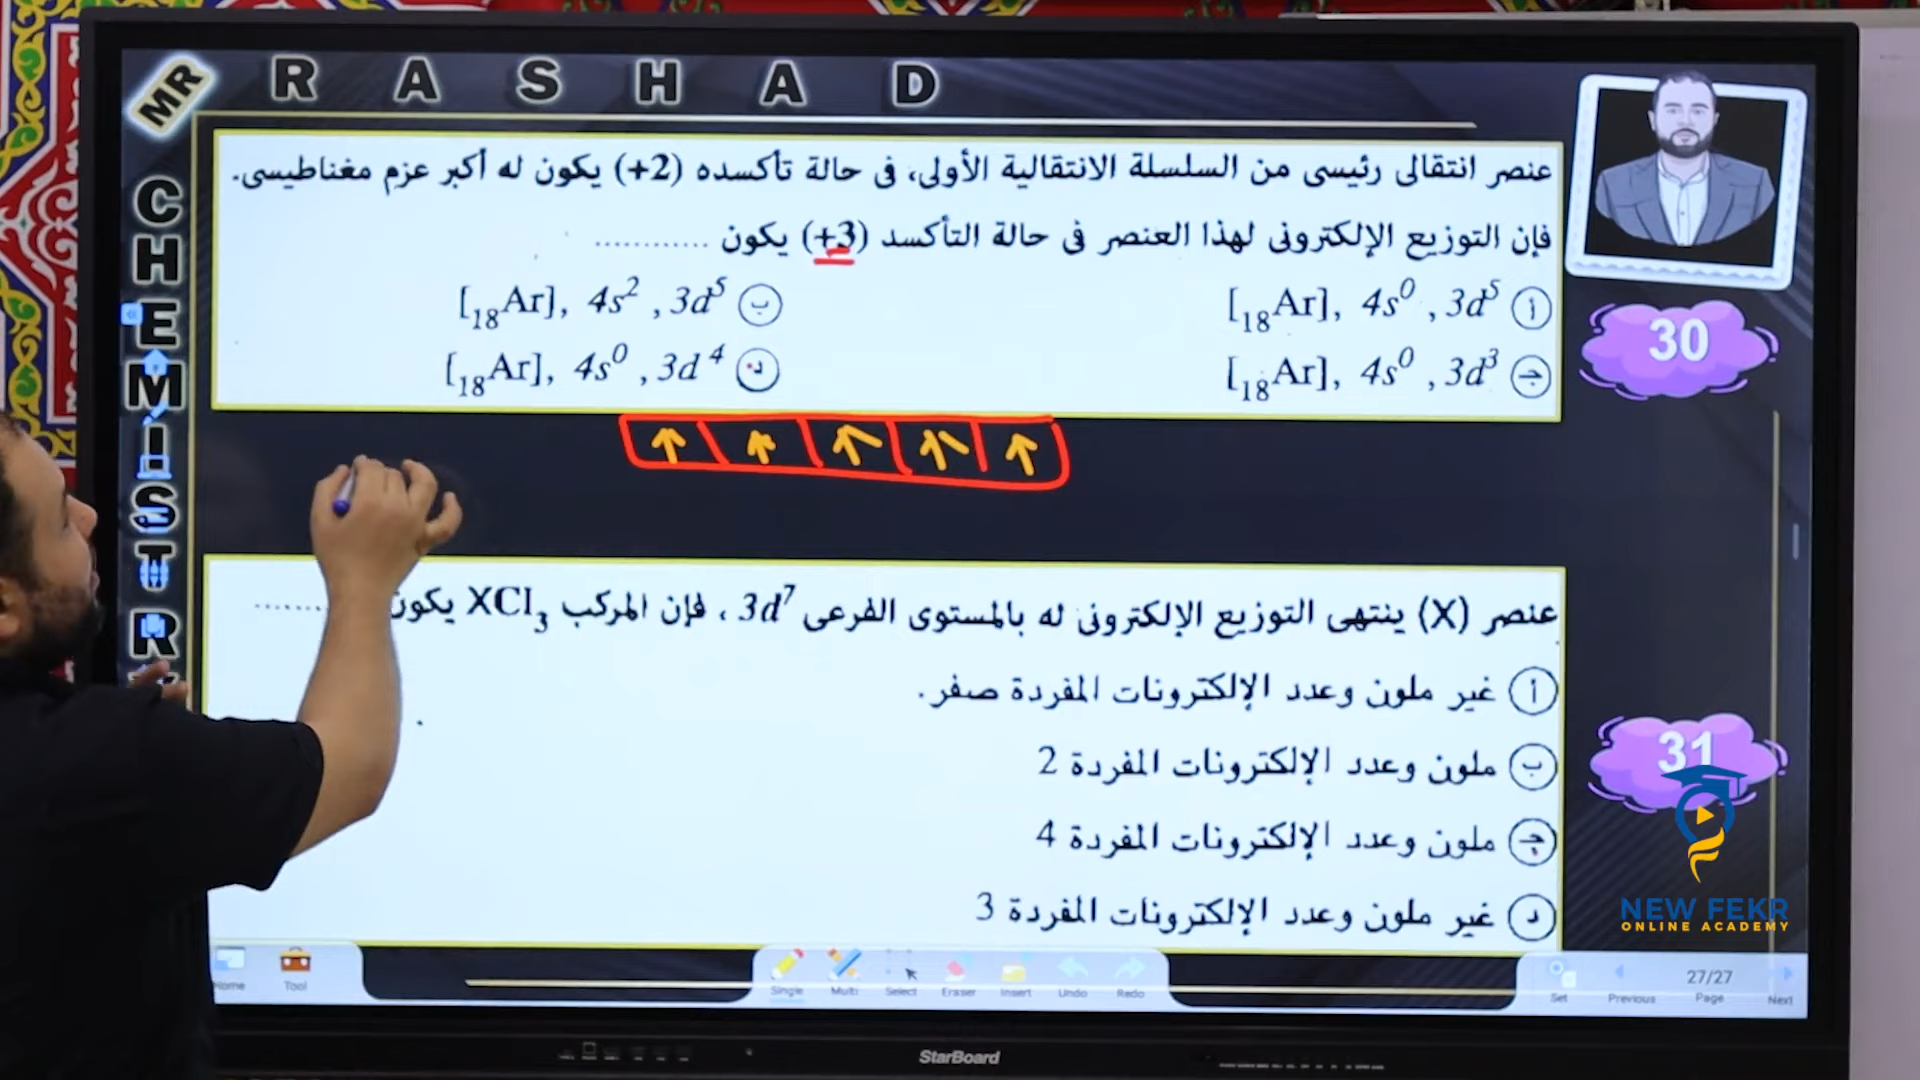 MR RASHAD
CHEMISTRY
عنصر انتقالى رئيسى من السلسلة الانتقالية الأولى، فى حالة تأكسده (2+) يكون له أكبر عزم مغناطيسى.
فإن التوزيع الإلكترونى لهذا العنصر فى حالة التأكسد (3+) يكون ............
أ [₁₈Ar], 4s⁰ , 3d⁵
ب [₁₈Ar], 4s² , 3d⁵
ج [₁₈Ar], 4s⁰ , 3d³
د [₁₈Ar], 4s⁰ , 3d⁴
30
عنصر (X) ينتهى التوزيع الإلكترونى له بالمستوى الفرعى 3d⁷ ، فإن المركب XCl₃ يكون ........
أ غير ملون وعدد الإلكترونات المفردة صفر.
ب ملون وعدد الإلكترونات المفردة 2
ج ملون وعدد الإلكترونات المفردة 4
د غير ملون وعدد الإلكترونات المفردة 3
31
NEW FEKR
ONLINE ACADEMY
Home Tool Single Multi Select Eraser Insert Undo Redo Set Previous 27/27 Page Next
StarBoard